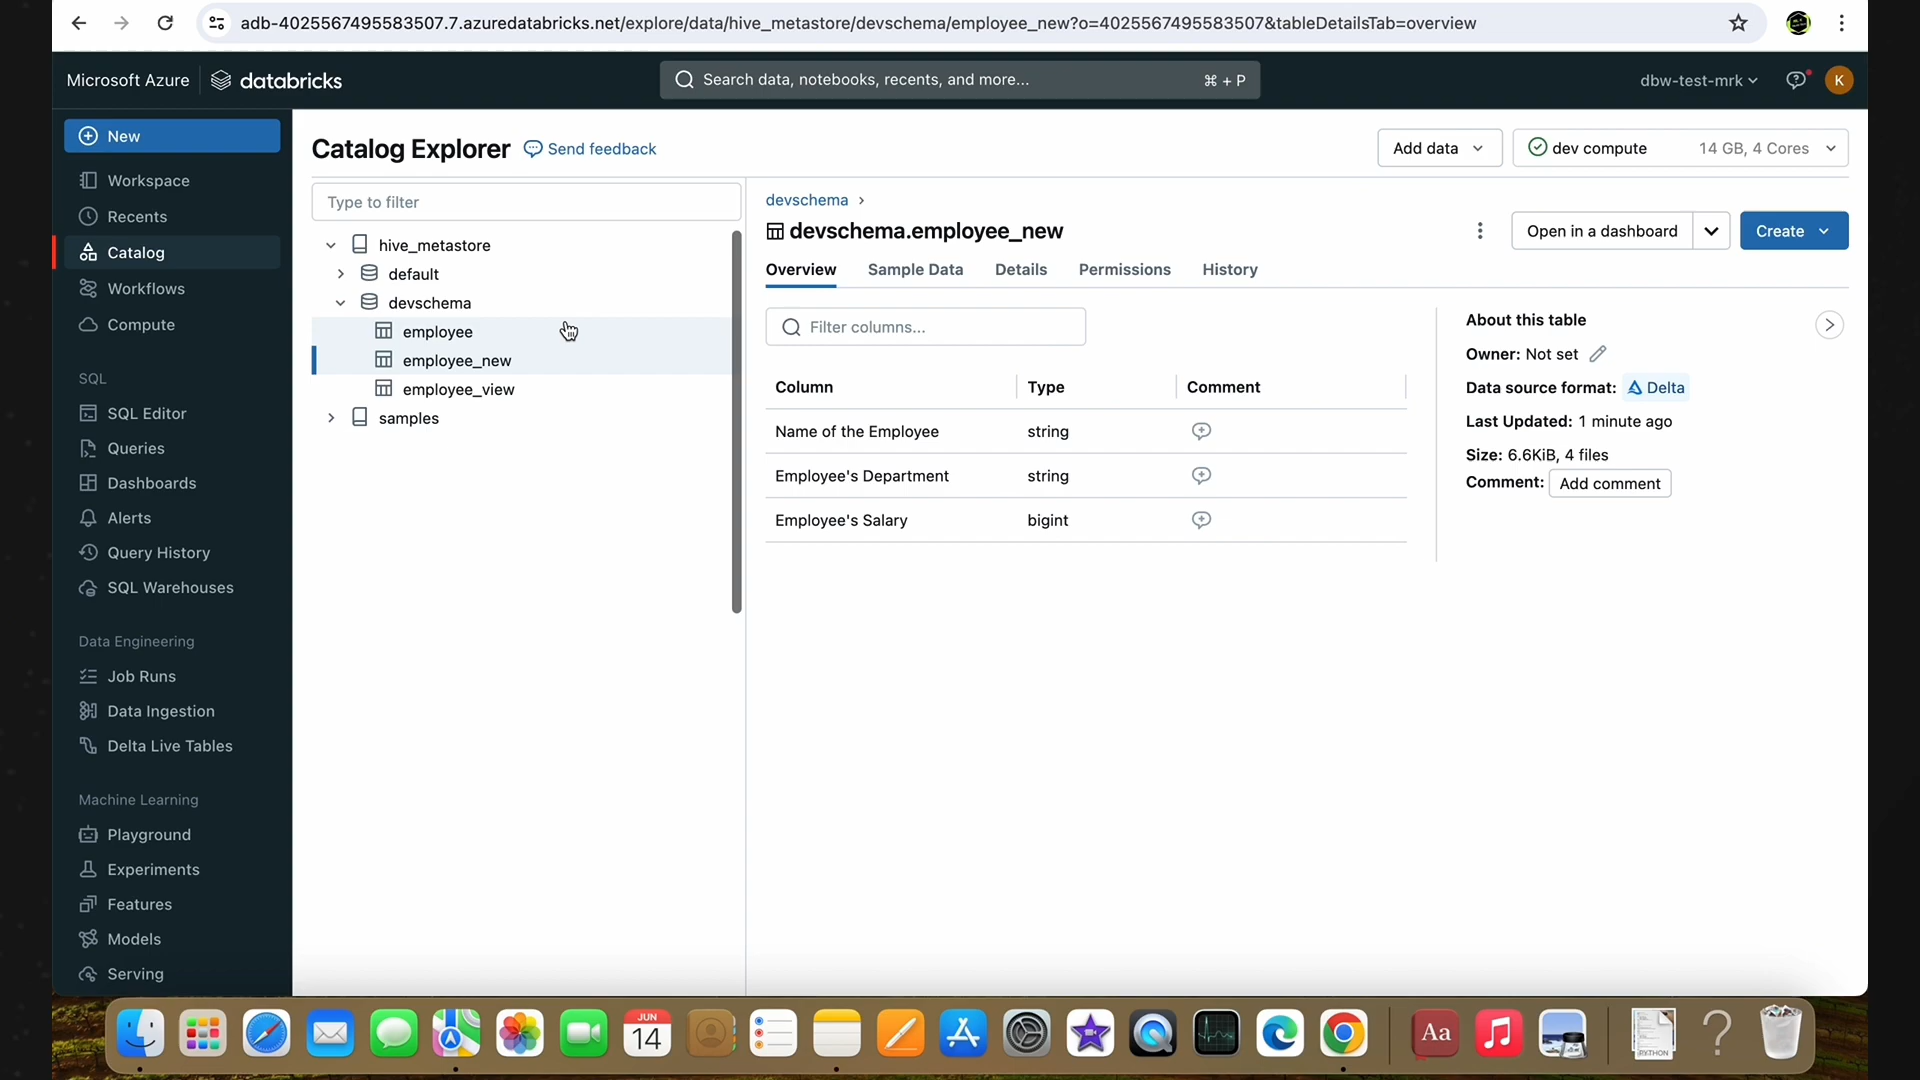 adb-4025567495583507.7.azuredatabricks.net/explore/data/hive_metastore/devschema/employee_new?o=4025567495583507&tableDetailsTab=overview
Microsoft Azure databricks
Search data, notebooks, recents, and more... ⌘ + P
dbw-test-mrk K
New
Workspace
Recents
Catalog
Workflows
Compute
SQL
SQL Editor
Queries
Dashboards
Alerts
Query History
SQL Warehouses
Data Engineering
Job Runs
Data Ingestion
Delta Live Tables
Machine Learning
Playground
Experiments
Features
Models
Serving
Catalog Explorer Send feedback
Add data dev compute 14 GB, 4 Cores
Type to filter
hive_metastore
default
devschema
employee
employee_new
employee_view
samples
devschema ›
devschema.employee_new
Open in a dashboard Create
Overview Sample Data Details Permissions History
Filter columns...
Column Type Comment
Name of the Employee string
Employee's Department string
Employee's Salary bigint
About this table
Owner: Not set
Data source format: Delta
Last Updated: 1 minute ago
Size: 6.6KiB, 4 files
Comment: Add comment
JUN
14
Aa
PYTHON
?